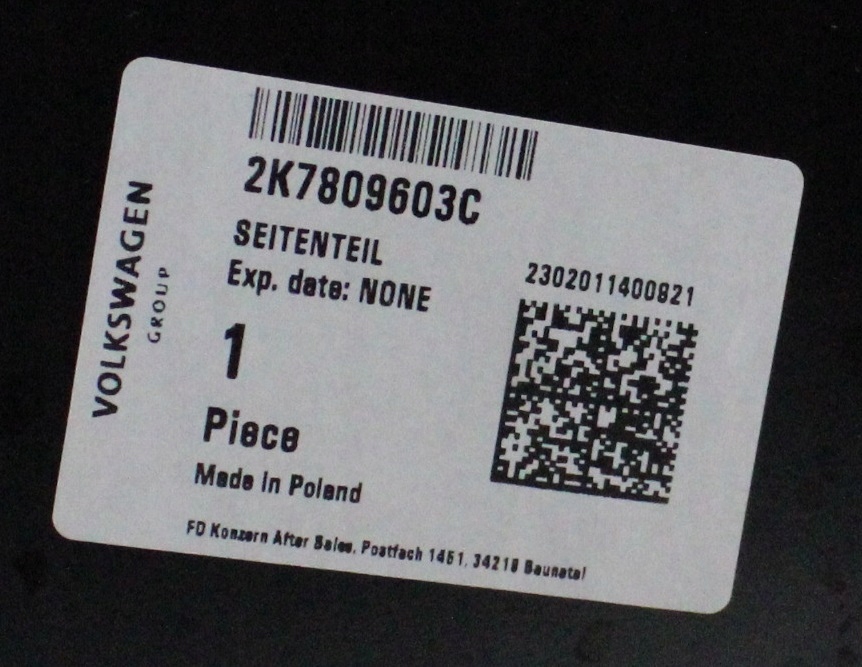 VOLKSWAGEN
GROUP
2K7809603C
SEITENTEIL
Exp. date: NONE
1
Piece
Made in Poland
2302011400821
FD Konzern After Sales, Postfach 1451, 34219 Baunatal